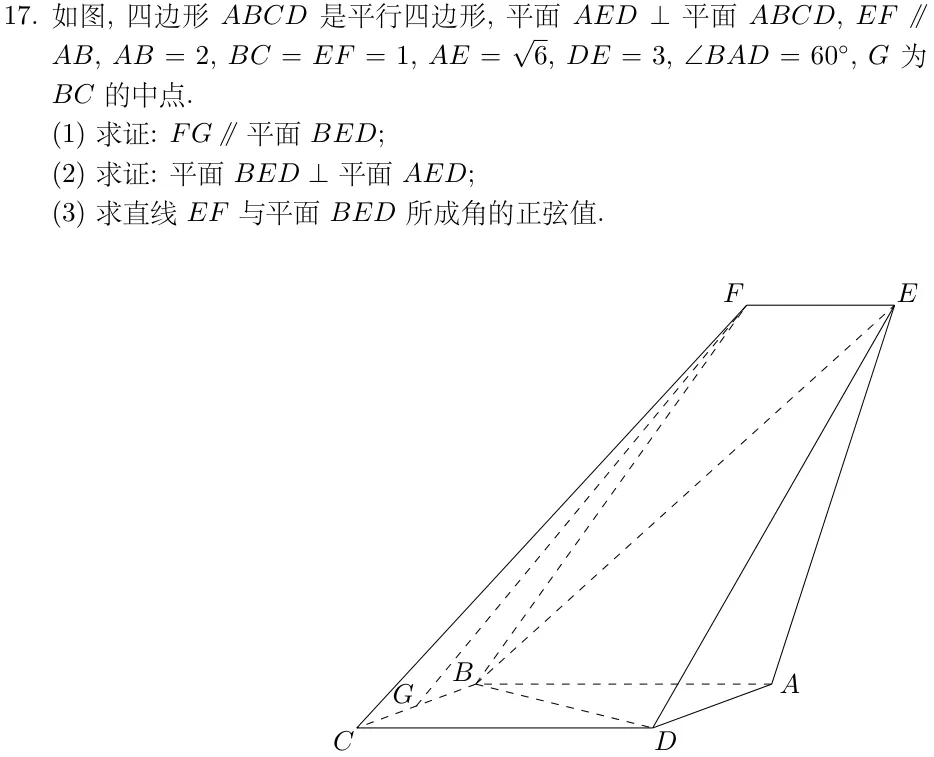 17. 如图, 四边形 ABCD 是平行四边形, 平面 AED ⊥ 平面 ABCD, EF ∥
AB, AB = 2, BC = EF = 1, AE = √6, DE = 3, ∠BAD = 60°, G 为
BC 的中点.
(1) 求证: FG ∥ 平面 BED;
(2) 求证: 平面 BED ⊥ 平面 AED;
(3) 求直线 EF 与平面 BED 所成角的正弦值.
F E
B A
G
C D